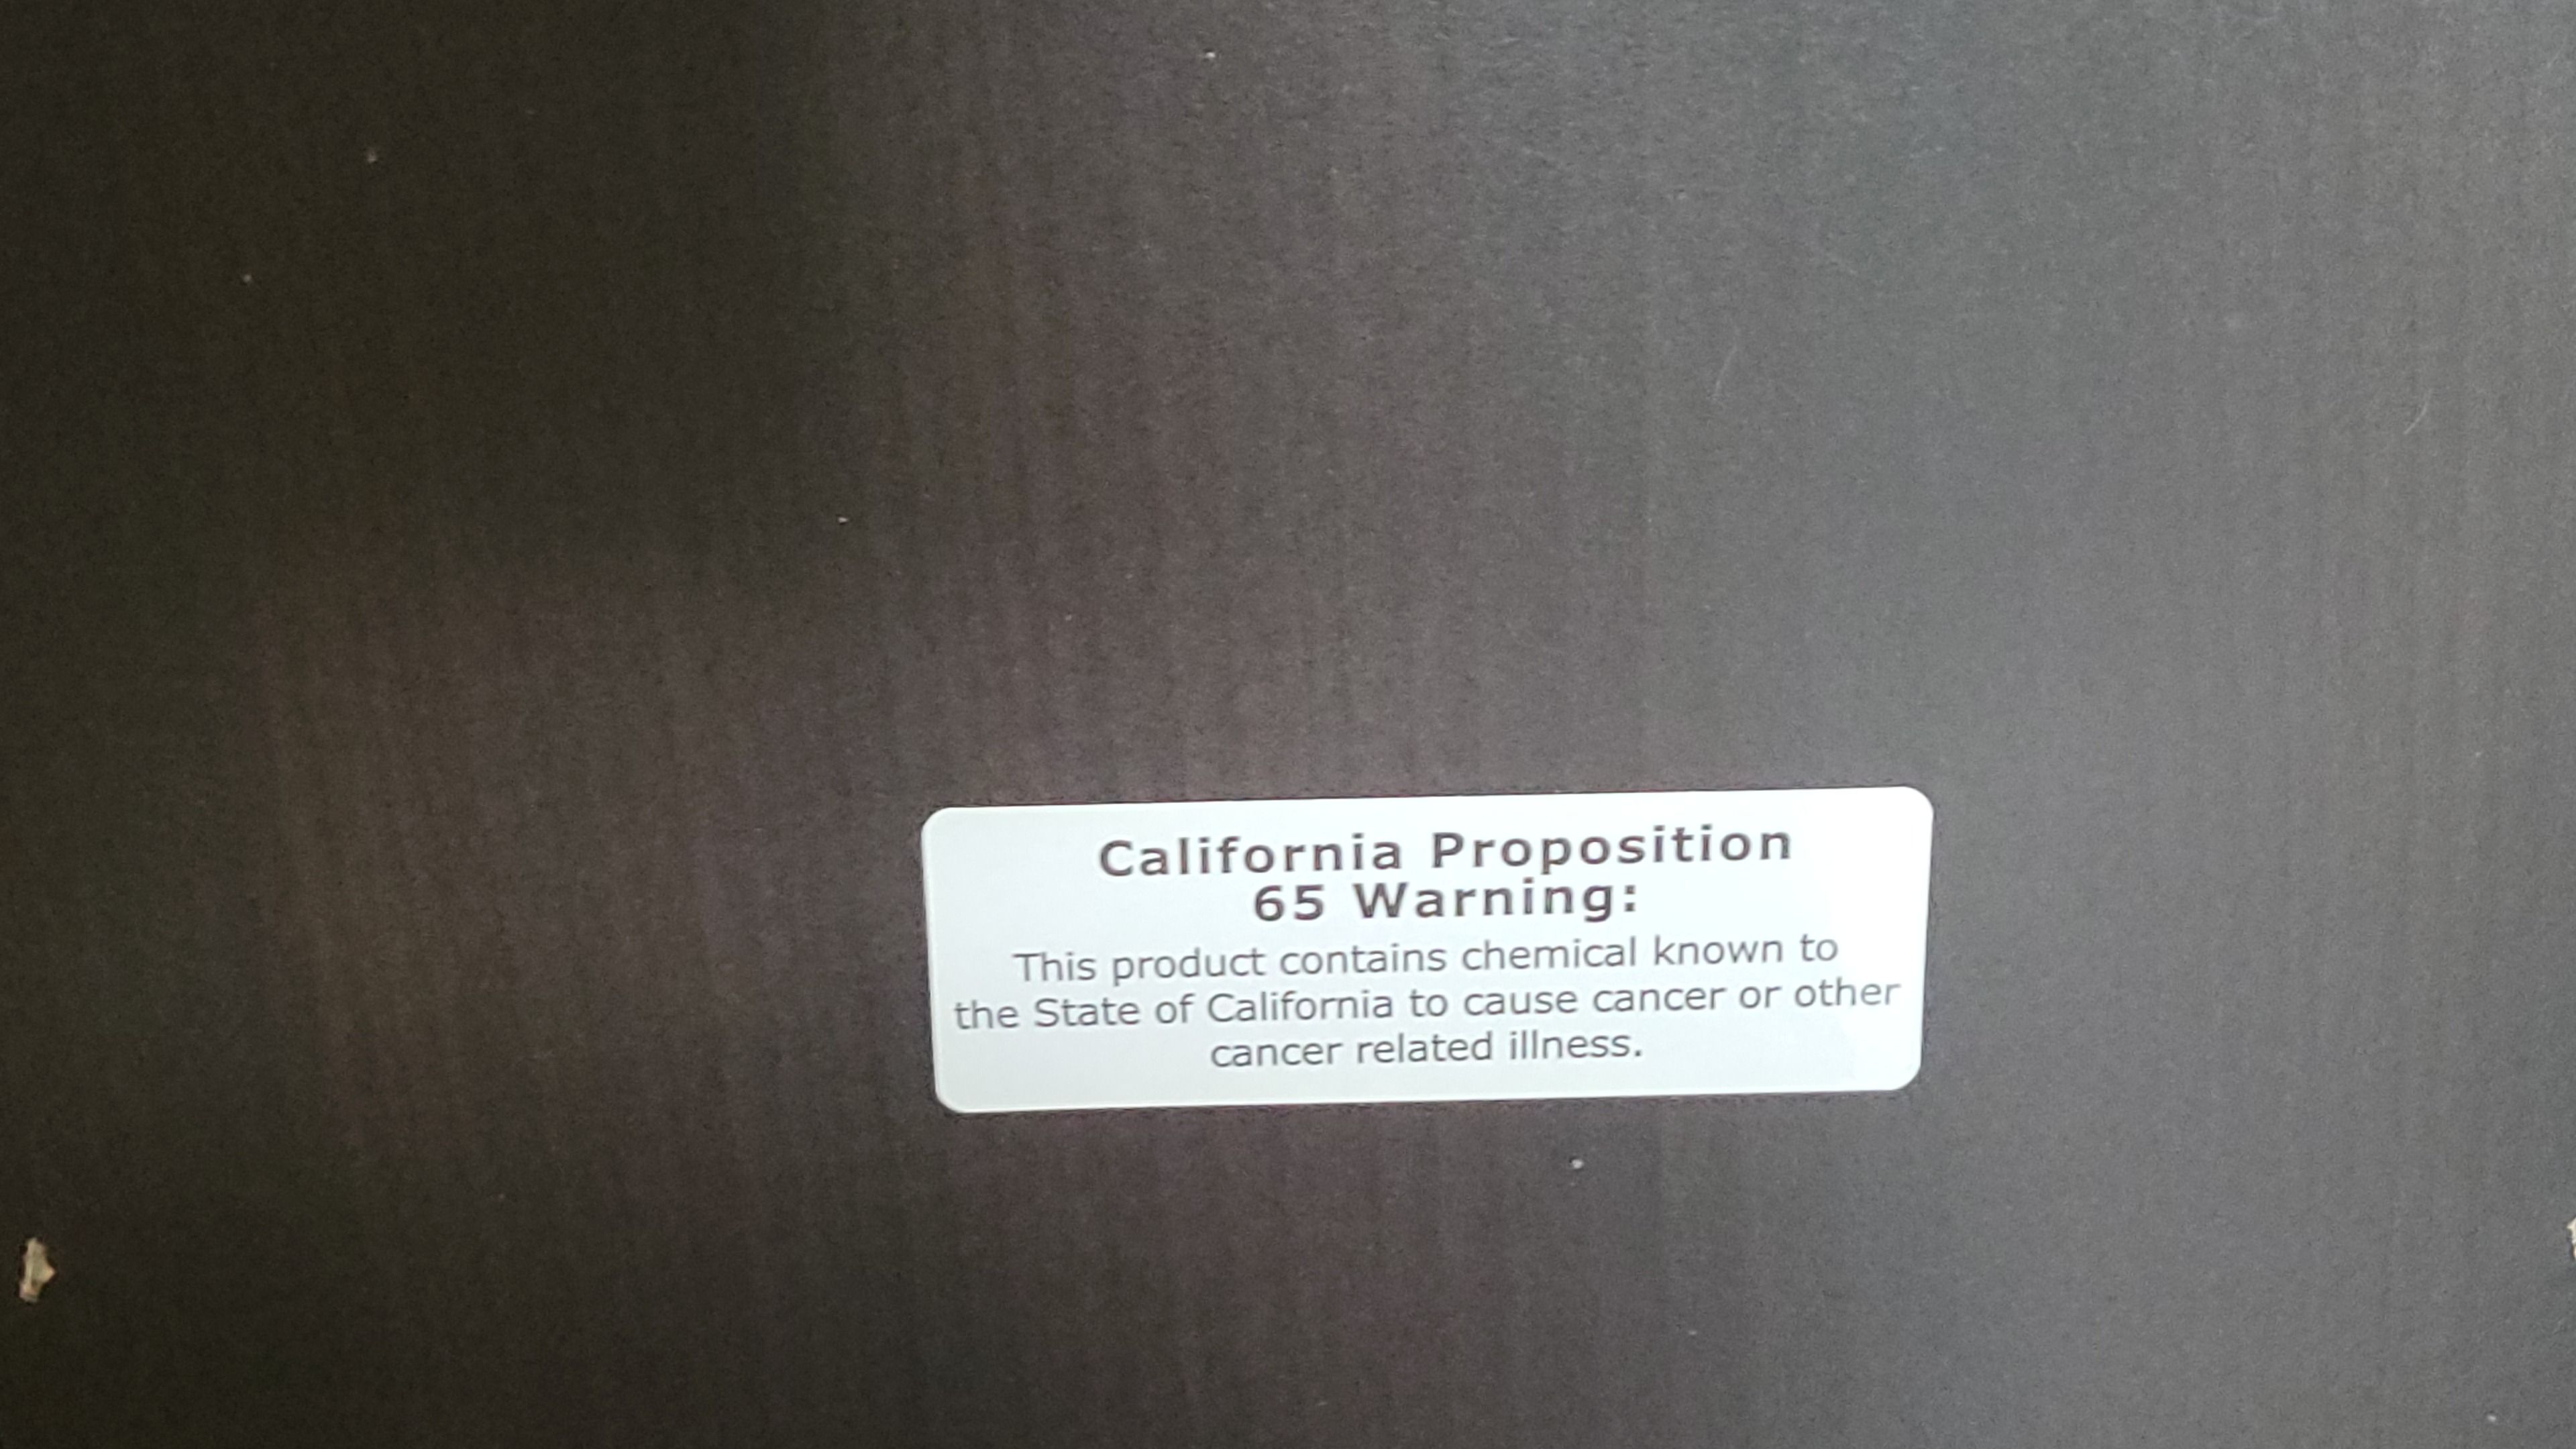 California Proposition
65 Warning:
This product contains chemical known to
the State of California to cause cancer or other
cancer related illness.